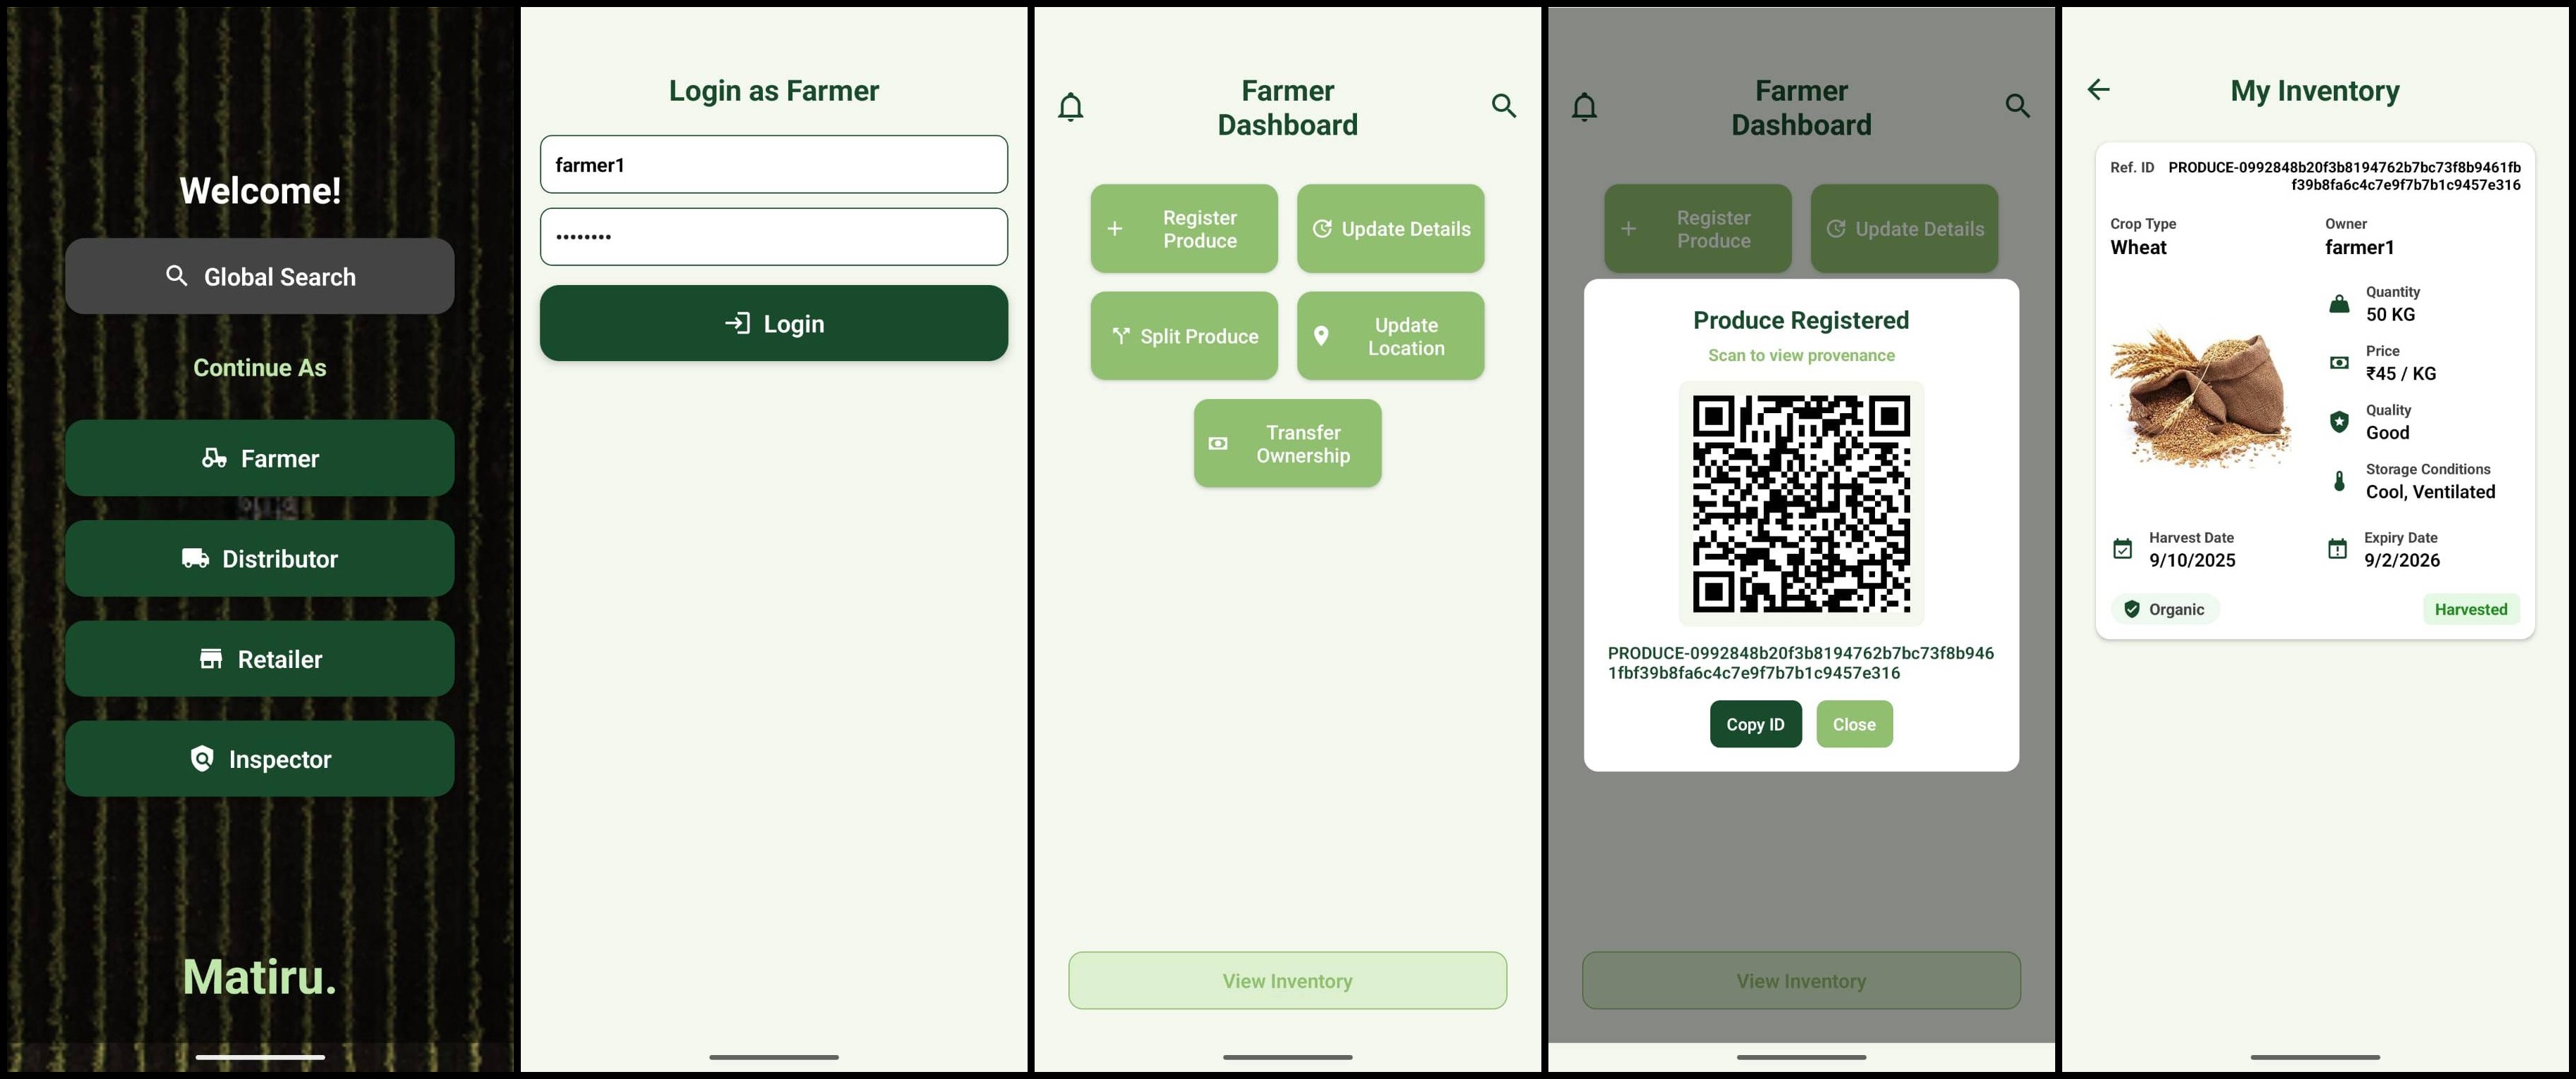 Welcome!
Global Search
Continue As
Farmer
Distributor
Retailer
Inspector
Matiru.
Login as Farmer
farmer1
••••••••
Login
Farmer
Dashboard
Register
Produce
Update Details
Split Produce
Update
Location
Transfer
Ownership
View Inventory
Farmer
Dashboard
Register
Produce
Update Details
Produce Registered
Scan to view provenance
PRODUCE-0992848b20f3b8194762b7bc73f8b946
1fbf39b8fa6c4c7e9f7b7b1c9457e316
Copy ID
Close
View Inventory
My Inventory
Ref. ID PRODUCE-0992848b20f3b8194762b7bc73f8b9461fb
f39b8fa6c4c7e9f7b7b1c9457e316
Crop Type
Wheat
Owner
farmer1
Quantity
50 KG
Price
₹45 / KG
Quality
Good
Storage Conditions
Cool, Ventilated
Harvest Date
9/10/2025
Expiry Date
9/2/2026
Organic
Harvested